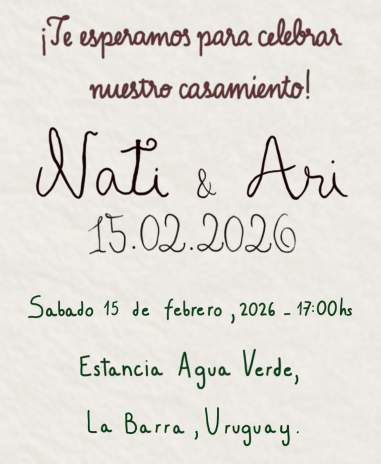 ¡Te esperamos para celebrar
nuestro casamiento!
Nati & Ari
15.02.2026
Sabado 15 de febrero, 2026 - 17:00hs
Estancia Agua Verde,
La Barra, Uruguay.